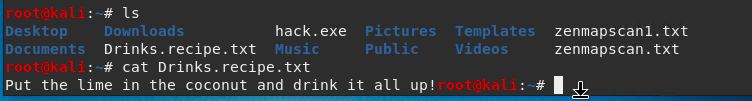 root@kali:~# ls
Desktop    Downloads         hack.exe  Pictures  Templates  zenmapscan1.txt
Documents  Drinks.recipe.txt  Music     Public    Videos     zenmapscan.txt
root@kali:~# cat Drinks.recipe.txt
Put the lime in the coconut and drink it all up!root@kali:~#